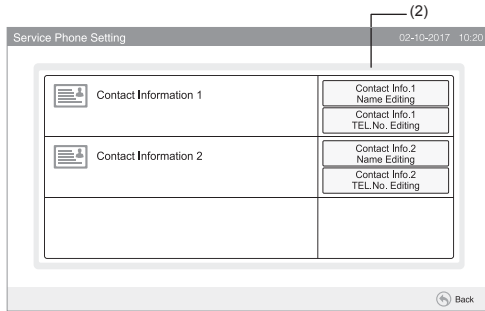 (2)
Service Phone Setting 02-10-2017 10:20
Contact Information 1
Contact Info.1
Name Editing
Contact Info.1
TEL.No. Editing
Contact Information 2
Contact Info.2
Name Editing
Contact Info.2
TEL.No. Editing
Back